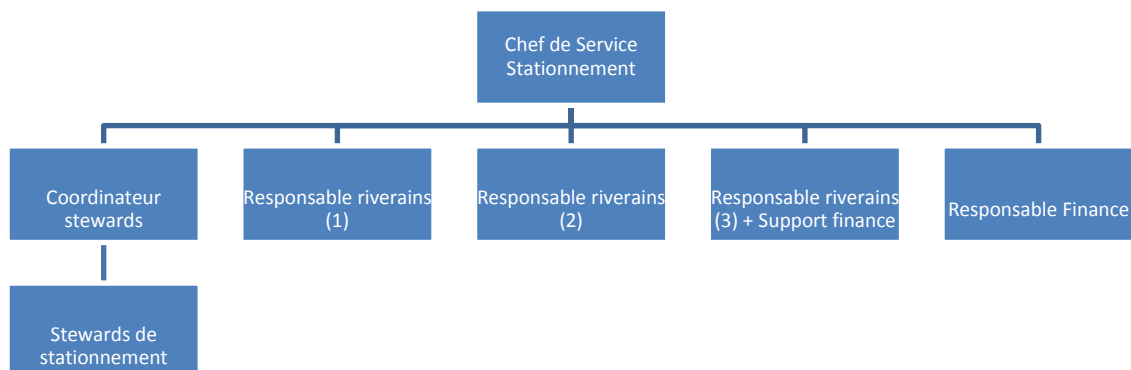 Chef de Service
Stationnement
Coordinateur
stewards
Responsable riverains
(1)
Responsable riverains
(2)
Responsable riverains
(3) + Support finance
Responsable Finance
Stewards de
stationnement